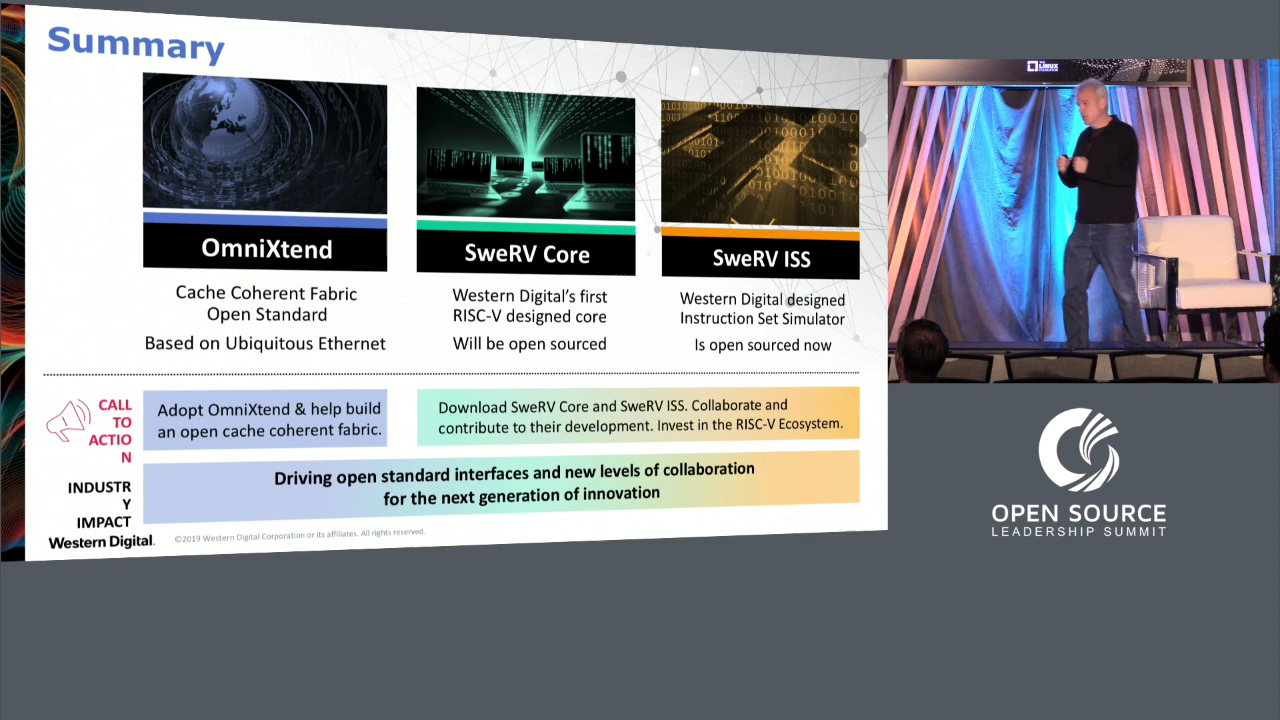 Summary
OmniXtend
Cache Coherent Fabric
Open Standard
Based on Ubiquitous Ethernet
SweRV Core
Western Digital's first
RISC-V designed core
Will be open sourced
SweRV ISS
Western Digital designed
Instruction Set Simulator
Is open sourced now
CALL
TO
ACTIO
N
Adopt OmniXtend & help build
an open cache coherent fabric.
Download SweRV Core and SweRV ISS. Collaborate and
contribute to their development. Invest in the RISC-V Ecosystem.
INDUSTR
Y
IMPACT
Driving open standard interfaces and new levels of collaboration
for the next generation of innovation
Western Digital.
©2019 Western Digital Corporation or its affiliates. All rights reserved.
LINUX
FOUNDATION
OPEN SOURCE
LEADERSHIP SUMMIT